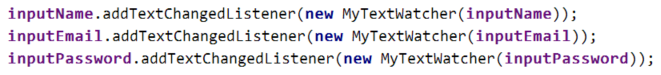 inputName.addTextChangedListener(new MyTextWatcher(inputName));
inputEmail.addTextChangedListener(new MyTextWatcher(inputEmail));
inputPassword.addTextChangedListener(new MyTextWatcher(inputPassword));